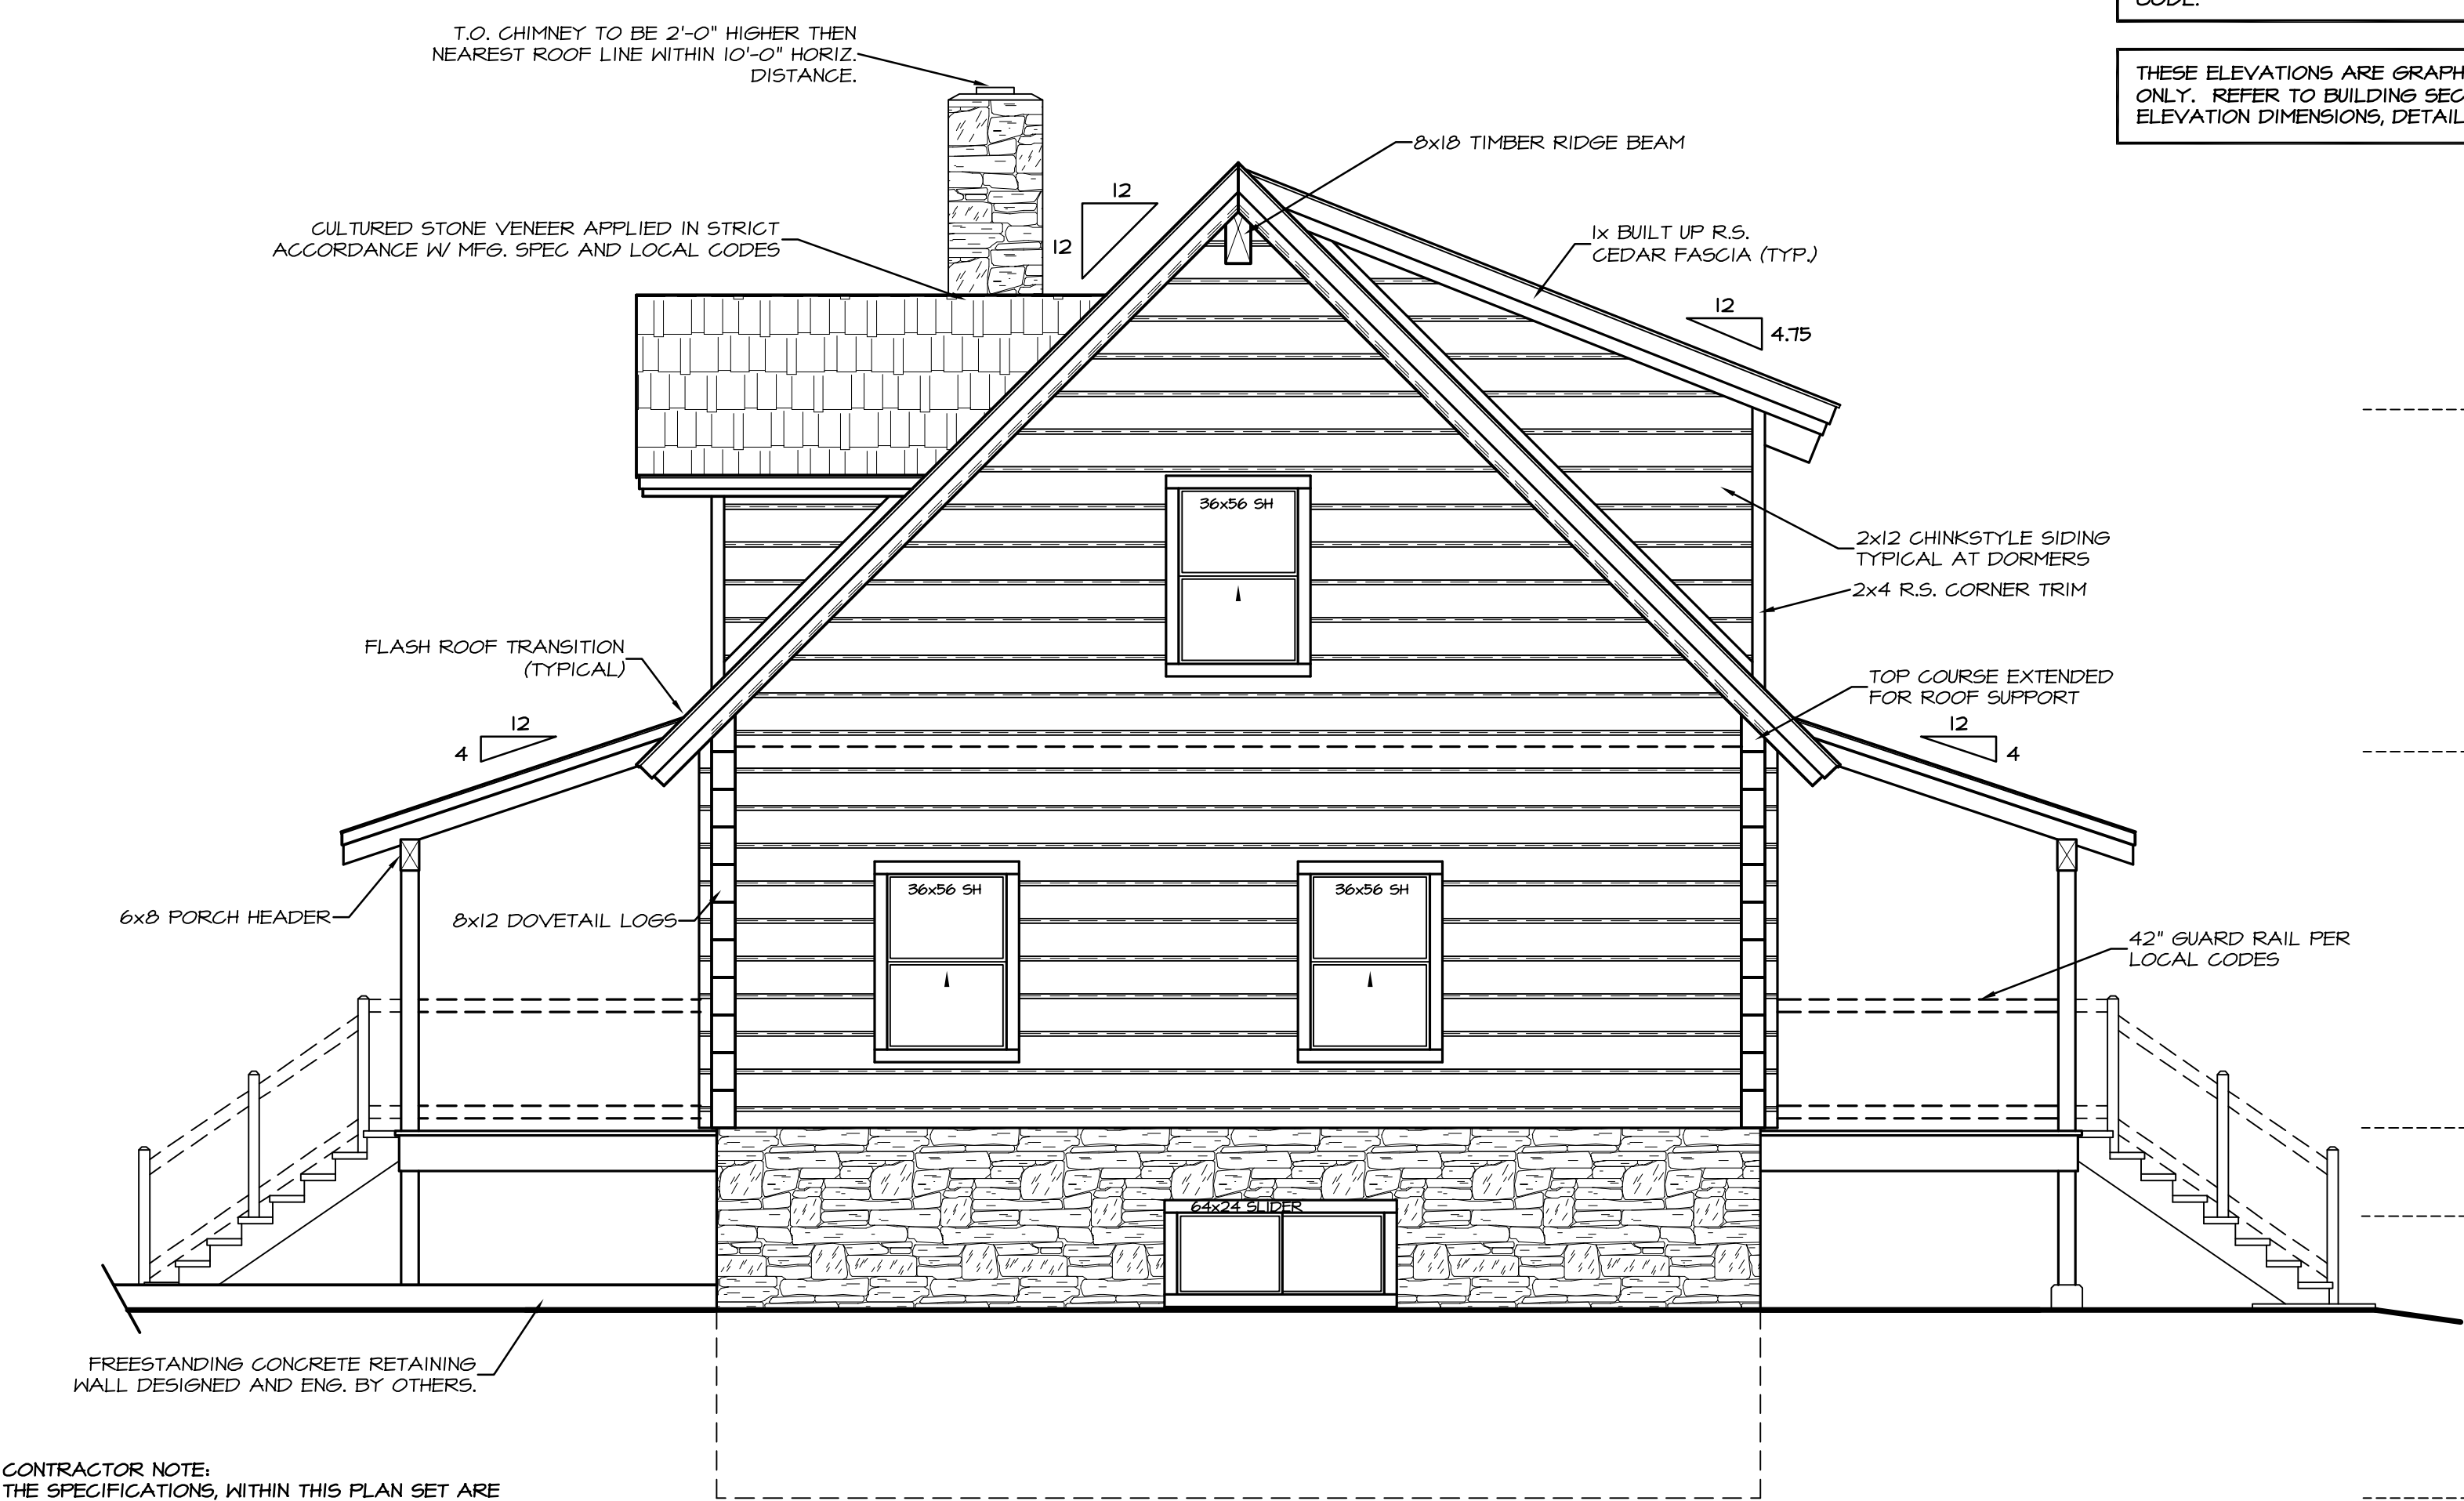 CODE.
T.O. CHIMNEY TO BE 2'-0" HIGHER THEN
NEAREST ROOF LINE WITHIN 10'-0" HORIZ.
DISTANCE.
THESE ELEVATIONS ARE GRAPH
ONLY. REFER TO BUILDING SEC
ELEVATION DIMENSIONS, DETAIL
8x18 TIMBER RIDGE BEAM
12
12
CULTURED STONE VENEER APPLIED IN STRICT
ACCORDANCE W/ MFG. SPEC AND LOCAL CODES
1x BUILT UP R.S.
CEDAR FASCIA (TYP.)
12
4.75
36x56 SH
2x12 CHINKSTYLE SIDING
TYPICAL AT DORMERS
2x4 R.S. CORNER TRIM
FLASH ROOF TRANSITION
(TYPICAL)
TOP COURSE EXTENDED
FOR ROOF SUPPORT
12
4
12
4
36x56 SH
36x56 SH
6x8 PORCH HEADER
8x12 DOVETAIL LOGS
42" GUARD RAIL PER
LOCAL CODES
64x24 SLIDER
FREESTANDING CONCRETE RETAINING
WALL DESIGNED AND ENG. BY OTHERS.
CONTRACTOR NOTE:
THE SPECIFICATIONS, WITHIN THIS PLAN SET ARE